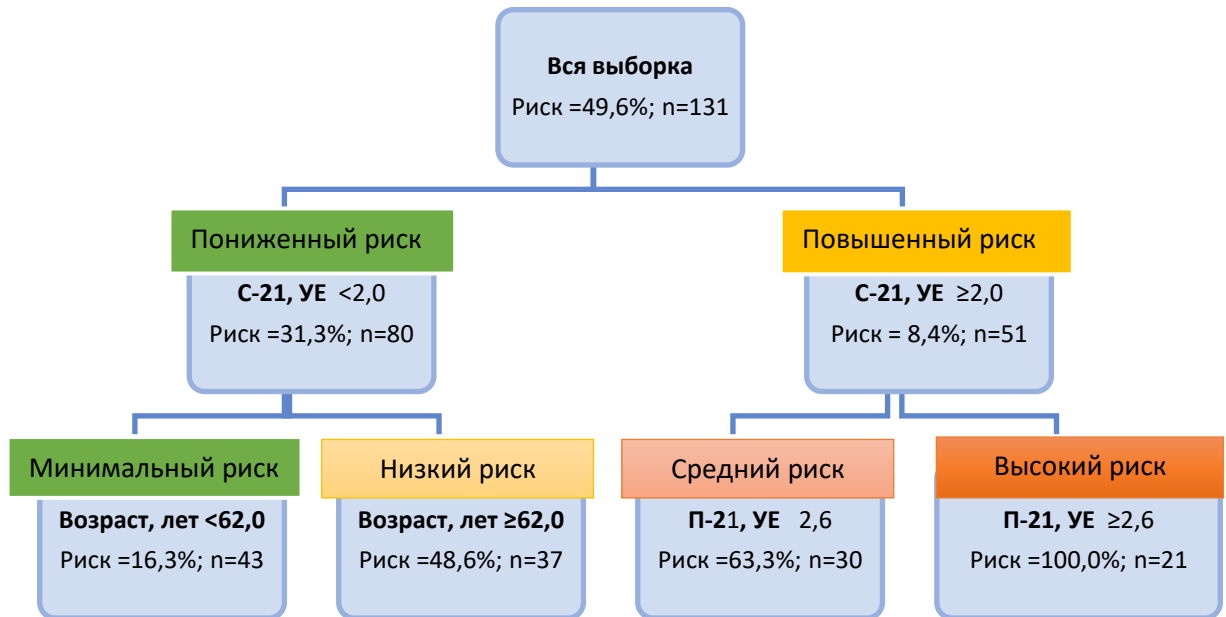 Вся выборка
Риск =49,6%; n=131
Пониженный риск
Повышенный риск
С-21, УЕ <2,0
Риск =31,3%; n=80
С-21, УЕ ≥2,0
Риск = 8,4%; n=51
Минимальный риск
Низкий риск
Средний риск
Высокий риск
Возраст, лет <62,0
Риск =16,3%; n=43
Возраст, лет ≥62,0
Риск =48,6%; n=37
П-21, УЕ 2,6
Риск =63,3%; n=30
П-21, УЕ ≥2,6
Риск =100,0%; n=21